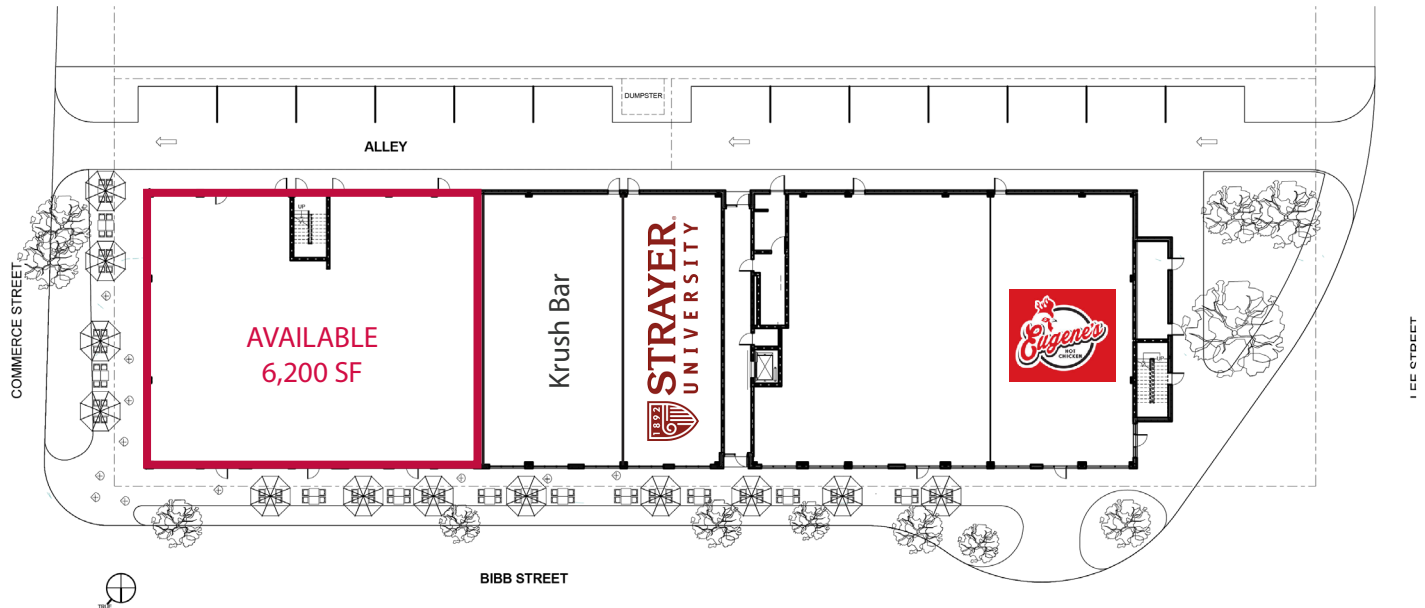 DUMPSTER
ALLEY
UP
COMMERCE STREET
AVAILABLE
6,200 SF
Krush Bar
STRAYER
UNIVERSITY
1892
Eugene's
HOT
CHICKEN
UP
LEE STREET
BIBB STREET
TRUE